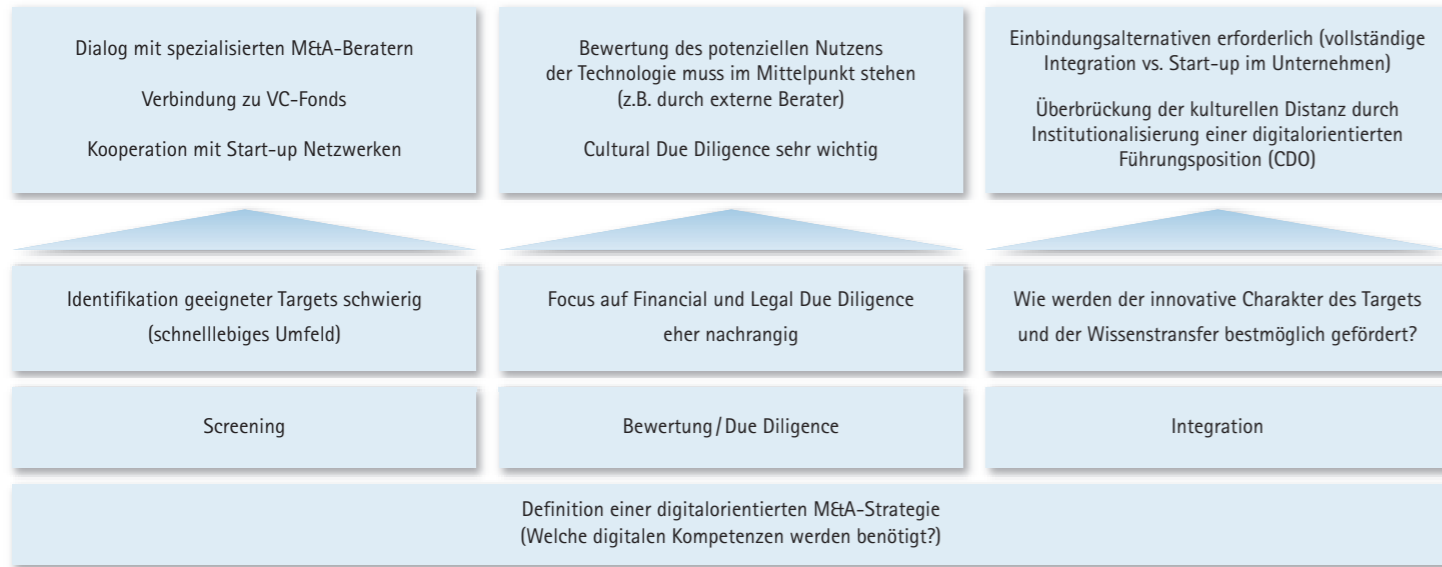 Dialog mit spezialisierten M&A-Beratern
Verbindung zu VC-Fonds
Kooperation mit Start-up Netzwerken
Bewertung des potenziellen Nutzens
der Technologie muss im Mittelpunkt stehen
(z.B. durch externe Berater)
Cultural Due Diligence sehr wichtig
Einbindungsalternativen erforderlich (vollständige
Integration vs. Start-up im Unternehmen)
Überbrückung der kulturellen Distanz durch
Institutionalisierung einer digitalorientierten
Führungsposition (CDO)
Identifikation geeigneter Targets schwierig
(schnelllebiges Umfeld)
Focus auf Financial und Legal Due Diligence
eher nachrangig
Wie werden der innovative Charakter des Targets
und der Wissenstransfer bestmöglich gefördert?
Screening
Bewertung/Due Diligence
Integration
Definition einer digitalorientierten M&A-Strategie
(Welche digitalen Kompetenzen werden benötigt?)